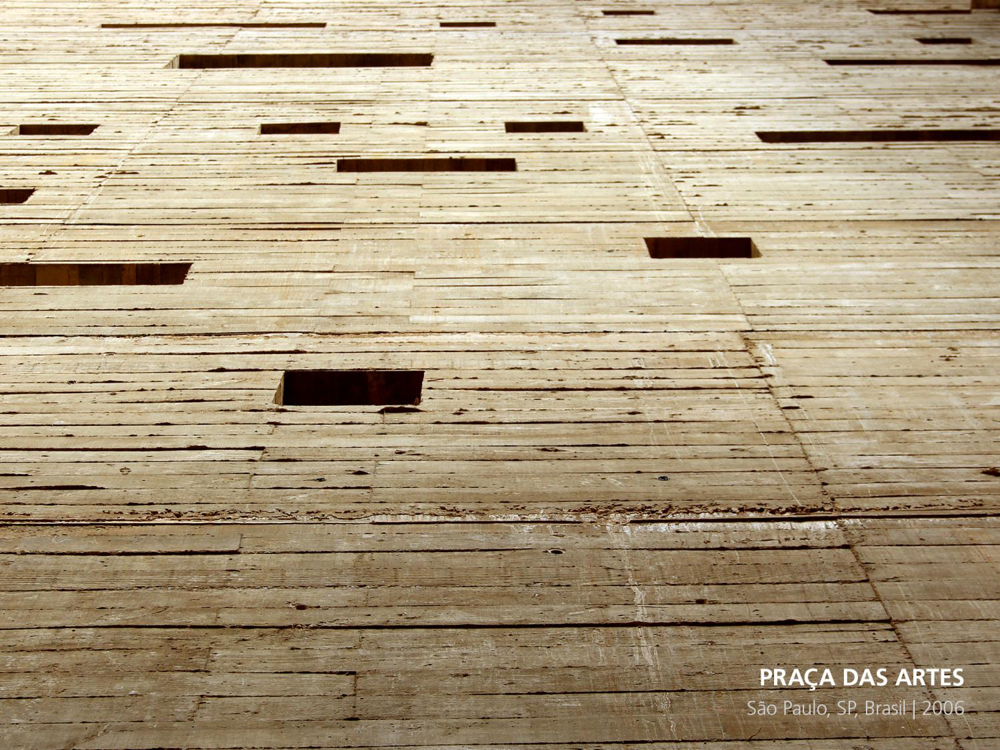 PRAÇA DAS ARTES
São Paulo, SP, Brasil | 2006